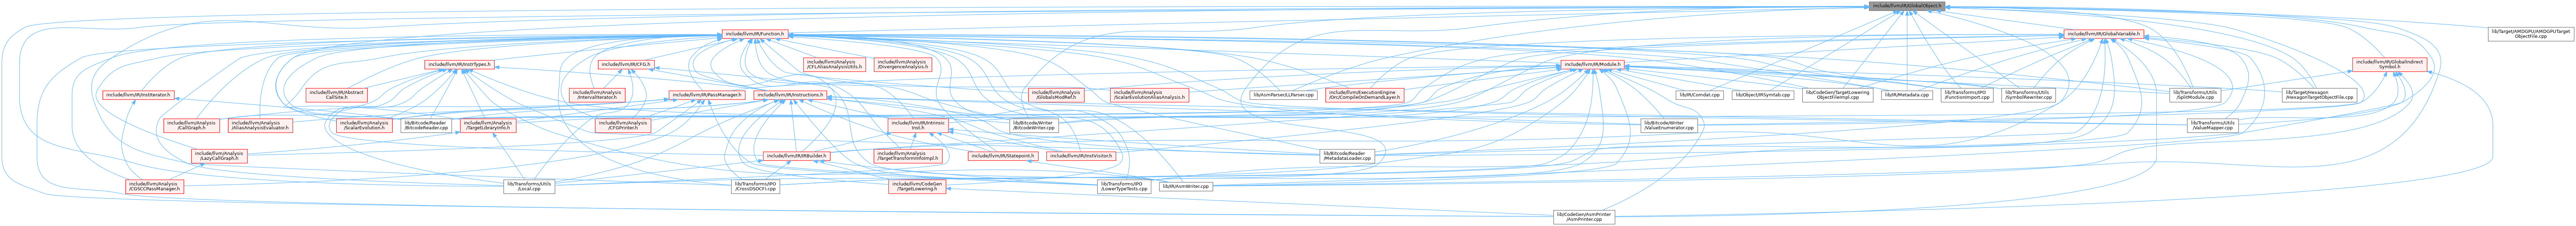 include/llvm/IR/GlobalObject.h
include/llvm/IR/Function.h
include/llvm/IR/GlobalVariable.h
lib/Target/AMDGPU/AMDGPUTarget
ObjectFile.cpp
include/llvm/IR/InstrTypes.h
include/llvm/IR/CFG.h
include/llvm/Analysis
/CFLAliasAnalysisUtils.h
include/llvm/Analysis
/DivergenceAnalysis.h
include/llvm/IR/Module.h
include/llvm/IR/GlobalIndirect
Symbol.h
include/llvm/IR/InstIterator.h
include/llvm/IR/Abstract
CallSite.h
include/llvm/Analysis
/IntervalIterator.h
include/llvm/IR/PassManager.h
include/llvm/IR/Instructions.h
include/llvm/Analysis
/GlobalsModRef.h
include/llvm/Analysis
/ScalarEvolutionAliasAnalysis.h
lib/AsmParser/LLParser.cpp
include/llvm/ExecutionEngine
/Orc/CompileOnDemandLayer.h
lib/IR/Comdat.cpp
lib/Object/IRSymtab.cpp
lib/CodeGen/TargetLowering
ObjectFileImpl.cpp
lib/IR/Metadata.cpp
lib/Transforms/IPO
/FunctionImport.cpp
lib/Transforms/Utils
/SymbolRewriter.cpp
lib/Transforms/Utils
/SplitModule.cpp
lib/Target/Hexagon
/HexagonTargetObjectFile.cpp
include/llvm/Analysis
/CallGraph.h
include/llvm/Analysis
/AliasAnalysisEvaluator.h
include/llvm/Analysis
/ScalarEvolution.h
lib/Bitcode/Reader
/BitcodeReader.cpp
include/llvm/Analysis
/TargetLibraryInfo.h
include/llvm/Analysis
/CFGPrinter.h
include/llvm/IR/Intrinsic
Inst.h
lib/Bitcode/Writer
/BitcodeWriter.cpp
lib/Bitcode/Writer
/ValueEnumerator.cpp
lib/Transforms/Utils
/ValueMapper.cpp
include/llvm/Analysis
/LazyCallGraph.h
include/llvm/IR/IRBuilder.h
include/llvm/Analysis
/TargetTransformInfoImpl.h
include/llvm/IR/Statepoint.h
include/llvm/IR/InstVisitor.h
lib/Bitcode/Reader
/MetadataLoader.cpp
include/llvm/Analysis
/CGSCCPassManager.h
lib/Transforms/Utils
/Local.cpp
lib/Transforms/IPO
/CrossDSOCFI.cpp
include/llvm/CodeGen
/TargetLowering.h
lib/Transforms/IPO
/LowerTypeTests.cpp
lib/IR/AsmWriter.cpp
lib/CodeGen/AsmPrinter
/AsmPrinter.cpp